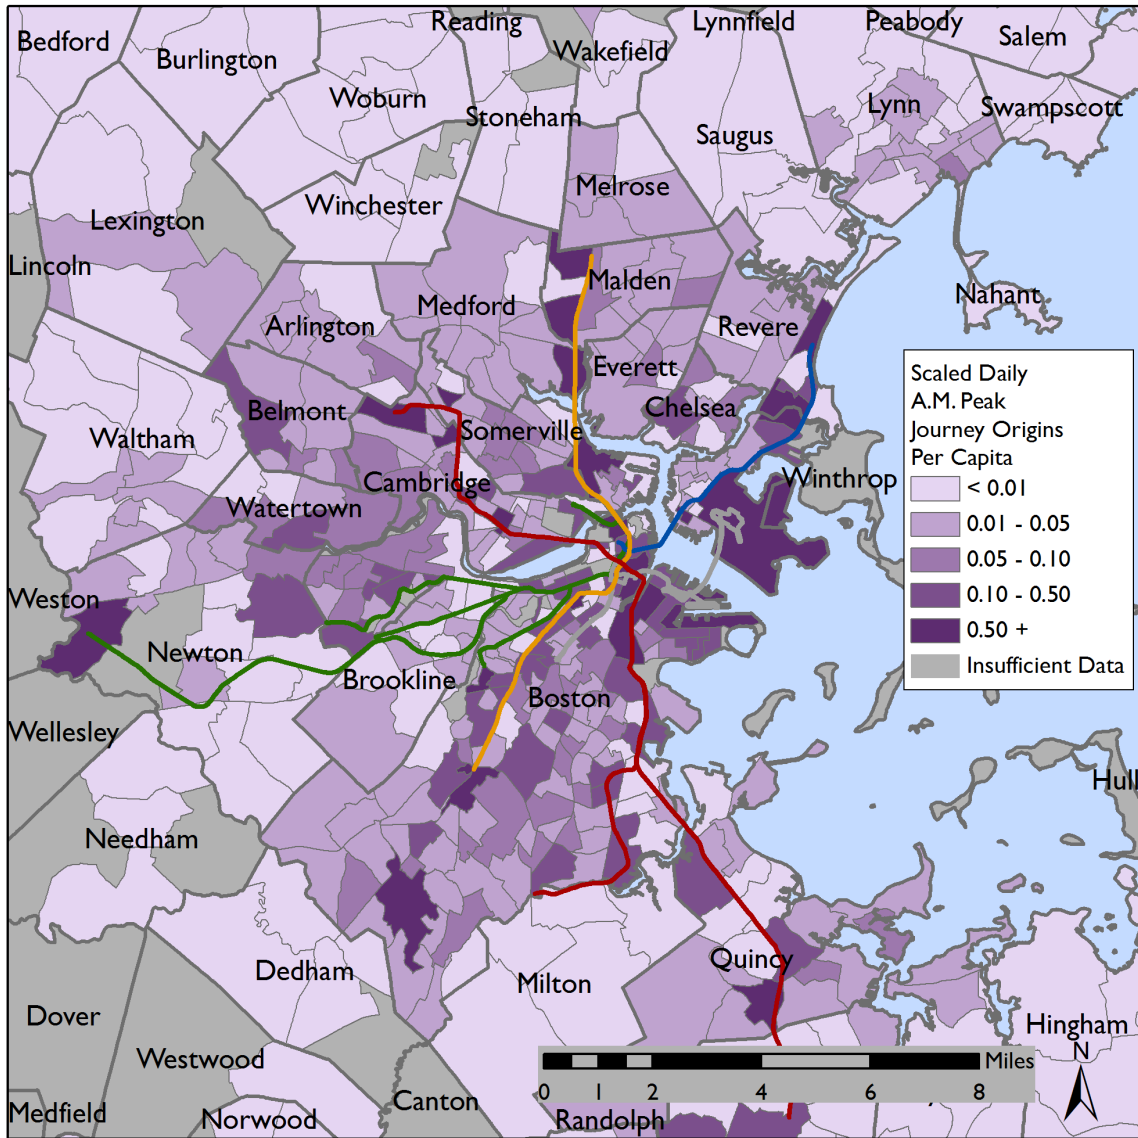 Reading
Lynnfield
Peabody
Salem
Bedford
Burlington
Wakefield
Woburn
Stoneham
Lynn
Swampscott
Saugus
Melrose
Winchester
Lexington
Lincoln
Malden
Nahant
Medford
Arlington
Revere
Everett
Belmont
Chelsea
Waltham
Somerville
Cambridge
Winthrop
Watertown
Scaled Daily
A.M. Peak
Journey Origins
Per Capita
< 0.01
0.01 - 0.05
0.05 - 0.10
0.10 - 0.50
0.50 +
Insufficient Data
Weston
Newton
Brookline
Boston
Wellesley
Hull
Needham
Quincy
Dedham
Milton
Dover
Hingham
Westwood
N
Miles
0 1 2 4 6 8
Canton
Medfield
Norwood
Randolph